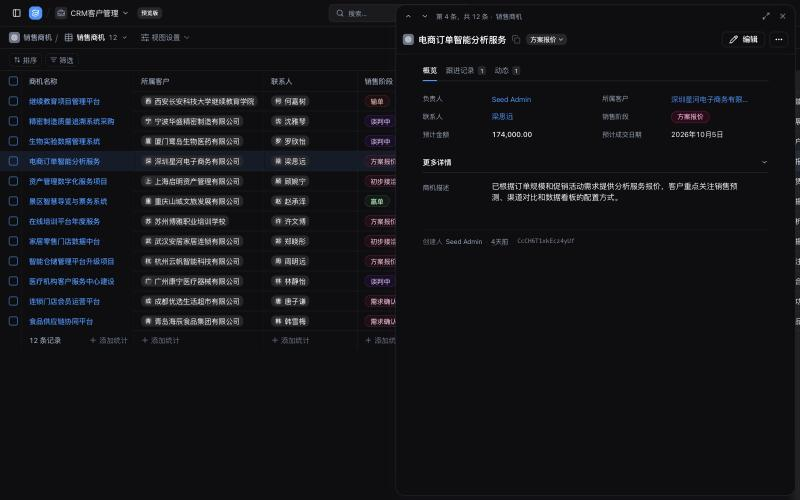 CRM客户管理 预览版
搜索...
销售商机 / 销售商机 12 视图设置
排序 筛选
商机名称 所属客户 联系人 销售阶段
继续教育项目管理平台 西 西安长安科技大学继续教育学院 何 何嘉树 输单
精密制造质量追溯系统采购 宁 宁波华盛精密制造有限公司 沈 沈雅琴 谈判中
生物实验数据管理系统 厦 厦门鹭岛生物医药有限公司 罗 罗欣怡 谈判中
电商订单智能分析服务 深 深圳星河电子商务有限公司 梁 梁思远 方案报价
资产管理数字化服务项目 上 上海启明资产管理有限公司 顾 顾婉宁 初步接洽
景区智慧导览与票务系统 重 重庆山城文旅发展有限公司 赵 赵承泽 赢单
在线培训平台年度服务 苏 苏州博雅职业培训学校 许 许文博 方案报价
家居零售门店数据中台 武 武汉安居家居连锁有限公司 郑 郑晓彤 初步接洽
智能仓储管理平台升级项目 杭 杭州云帆智能科技有限公司 周 周明远 方案报价
医疗机构客户服务中心建设 广 广州康宁医疗器械有限公司 林 林静怡 谈判中
连锁门店会员运营平台 成 成都优选生活超市有限公司 唐 唐子谦 需求确认
食品供应链协同平台 青 青岛海辰食品集团有限公司 韩 韩雪梅 需求确认
12 条记录 添加统计 添加统计 添加统计 添加统
第 4 条，共 12 条 · 销售商机
电商订单智能分析服务 方案报价
编辑
概览 跟进记录 1 动态 1
负责人 Seed Admin 所属客户 深圳星河电子商务有限...
联系人 梁思远 销售阶段 方案报价
预计金额 174,000.00 预计成交日期 2026年10月5日
更多详情
商机描述 已根据订单规模和促销活动需求提供分析服务报价，客户重点关注销售预
测、渠道对比和数据看板的配置方式。
创建人 Seed Admin 4天前 CcCH6T1xkEcz4yUf